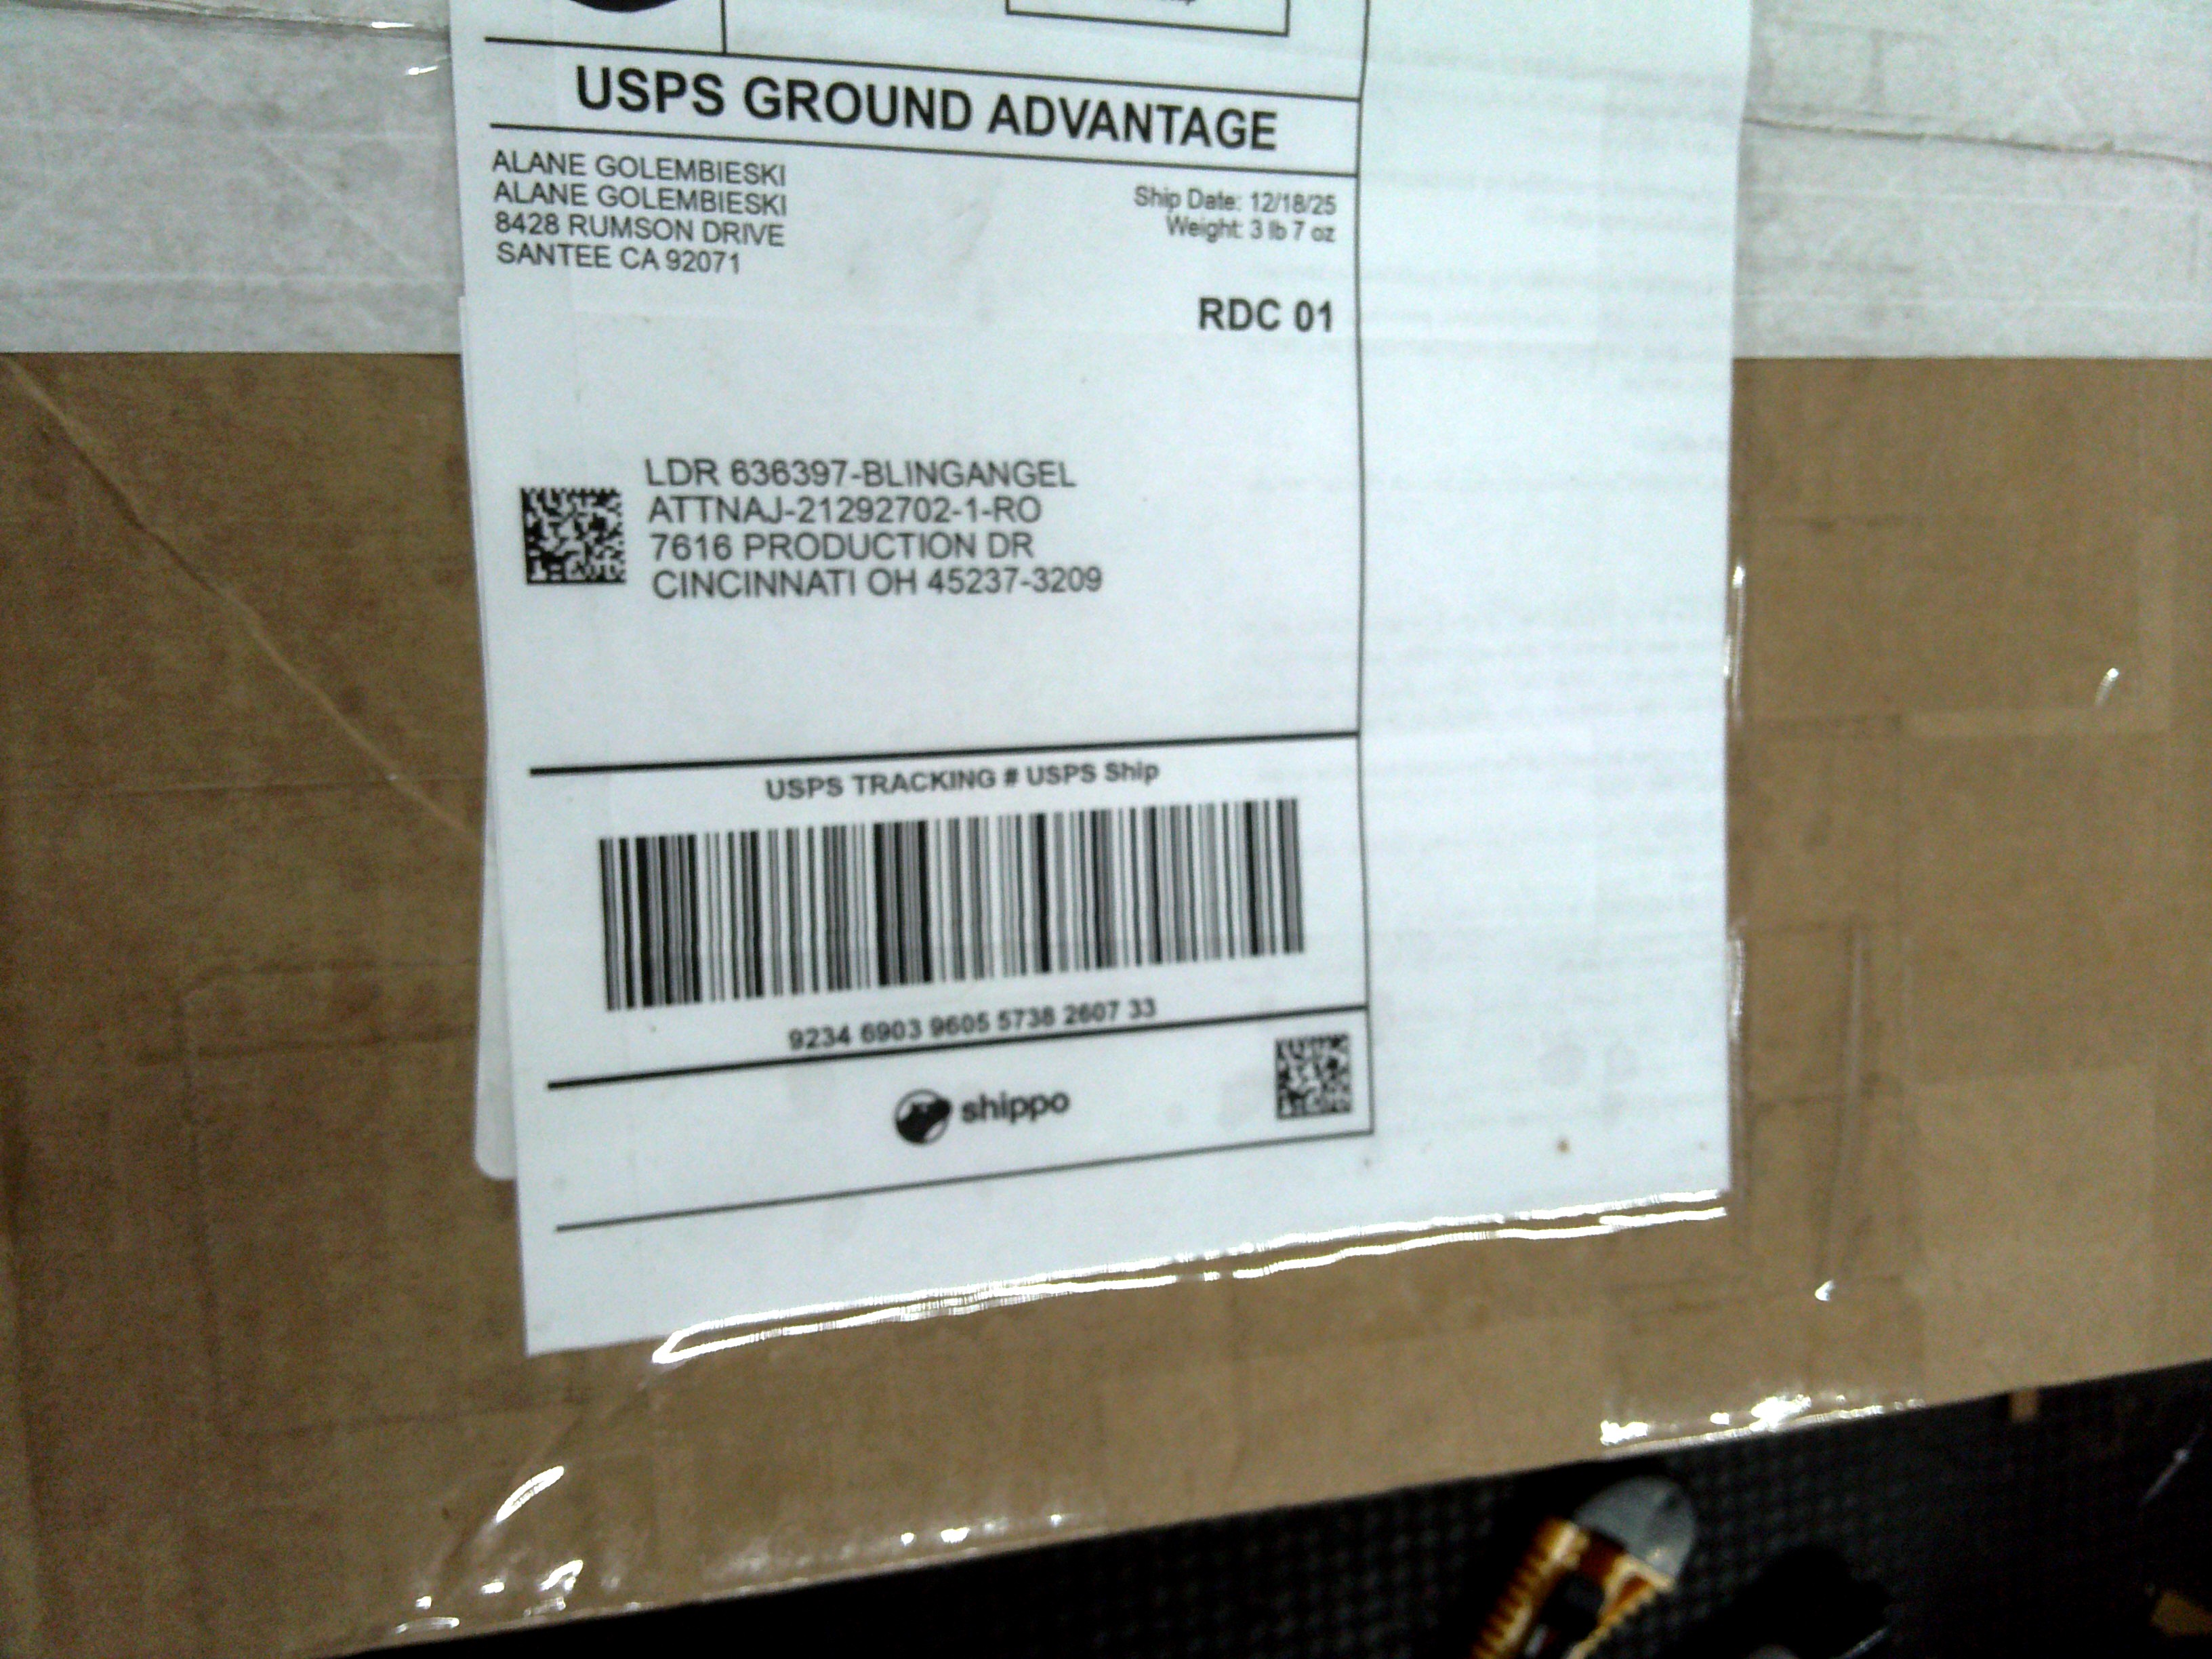 USPS GROUND ADVANTAGE
ALANE GOLEMBIESKI
ALANE GOLEMBIESKI
8428 RUMSON DRIVE
SANTEE CA 92071
Ship Date: 12/18/25
Weight: 3 lb 7 oz
RDC 01
LDR 636397-BLINGANGEL
ATTNAJ-21292702-1-RO
7616 PRODUCTION DR
CINCINNATI OH 45237-3209
USPS TRACKING # USPS Ship
9234 6903 9605 5738 2607 33
shippo